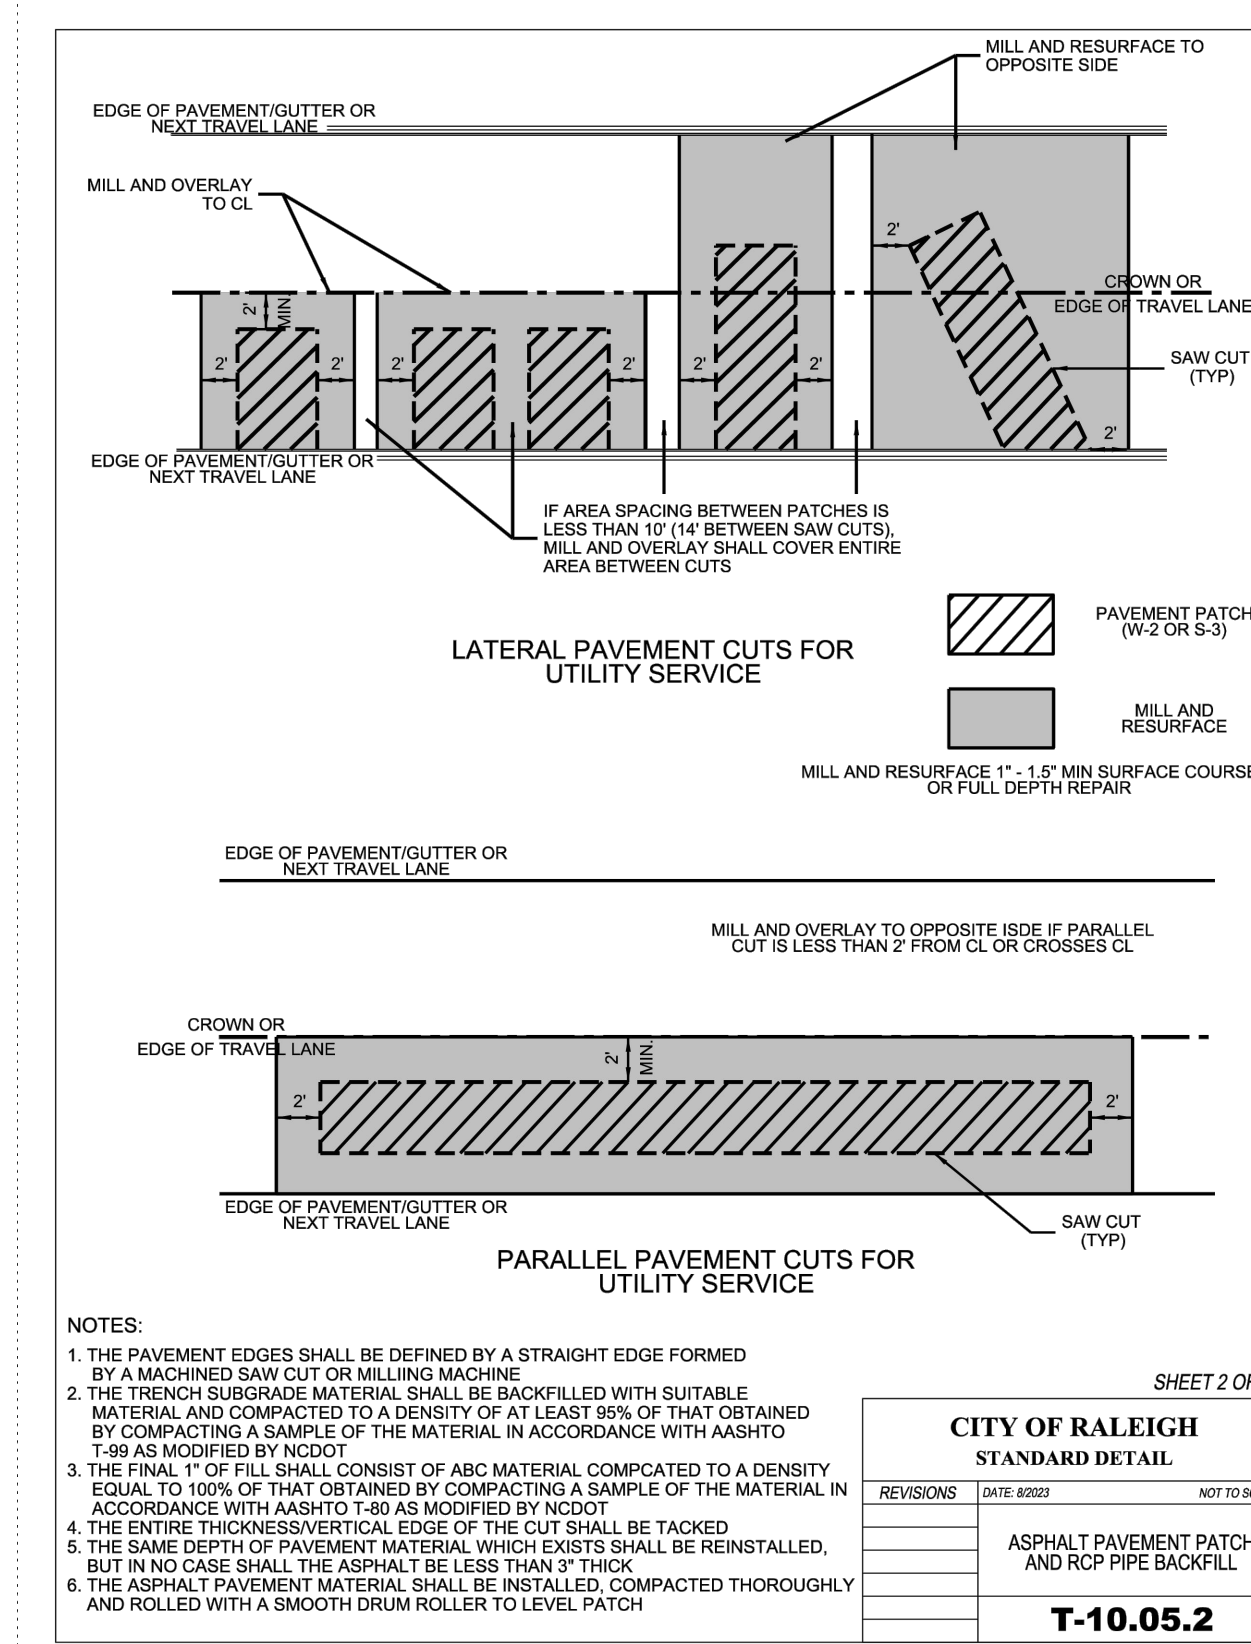 MILL AND RESURFACE TO
OPPOSITE SIDE
EDGE OF PAVEMENT/GUTTER OR
NEXT TRAVEL LANE
MILL AND OVERLAY
TO CL
2'
CROWN OR
EDGE OF TRAVEL LANE
2'
MIN.
2'
2'
2'
2'
2'
2'
SAW CUT
(TYP)
2'
EDGE OF PAVEMENT/GUTTER OR
NEXT TRAVEL LANE
IF AREA SPACING BETWEEN PATCHES IS
LESS THAN 10' (14' BETWEEN SAW CUTS),
MILL AND OVERLAY SHALL COVER ENTIRE
AREA BETWEEN CUTS
LATERAL PAVEMENT CUTS FOR
UTILITY SERVICE
PAVEMENT PATCH
(W-2 OR S-3)
MILL AND
RESURFACE
MILL AND RESURFACE 1" - 1.5" MIN SURFACE COURSE
OR FULL DEPTH REPAIR
EDGE OF PAVEMENT/GUTTER OR
NEXT TRAVEL LANE
MILL AND OVERLAY TO OPPOSITE ISDE IF PARALLEL
CUT IS LESS THAN 2' FROM CL OR CROSSES CL
CROWN OR
EDGE OF TRAVEL LANE
2'
MIN.
2'
2'
EDGE OF PAVEMENT/GUTTER OR
NEXT TRAVEL LANE
SAW CUT
(TYP)
PARALLEL PAVEMENT CUTS FOR
UTILITY SERVICE
NOTES:
1. THE PAVEMENT EDGES SHALL BE DEFINED BY A STRAIGHT EDGE FORMED
BY A MACHINED SAW CUT OR MILLIING MACHINE
2. THE TRENCH SUBGRADE MATERIAL SHALL BE BACKFILLED WITH SUITABLE
MATERIAL AND COMPACTED TO A DENSITY OF AT LEAST 95% OF THAT OBTAINED
BY COMPACTING A SAMPLE OF THE MATERIAL IN ACCORDANCE WITH AASHTO
T-99 AS MODIFIED BY NCDOT
3. THE FINAL 1" OF FILL SHALL CONSIST OF ABC MATERIAL COMPCATED TO A DENSITY
EQUAL TO 100% OF THAT OBTAINED BY COMPACTING A SAMPLE OF THE MATERIAL IN
ACCORDANCE WITH AASHTO T-80 AS MODIFIED BY NCDOT
4. THE ENTIRE THICKNESS/VERTICAL EDGE OF THE CUT SHALL BE TACKED
5. THE SAME DEPTH OF PAVEMENT MATERIAL WHICH EXISTS SHALL BE REINSTALLED,
BUT IN NO CASE SHALL THE ASPHALT BE LESS THAN 3" THICK
6. THE ASPHALT PAVEMENT MATERIAL SHALL BE INSTALLED, COMPACTED THOROUGHLY
AND ROLLED WITH A SMOOTH DRUM ROLLER TO LEVEL PATCH
SHEET 2 OF
CITY OF RALEIGH
STANDARD DETAIL
REVISIONS
DATE: 8/2023
NOT TO
ASPHALT PAVEMENT PATCH
AND RCP PIPE BACKFILL
T-10.05.2